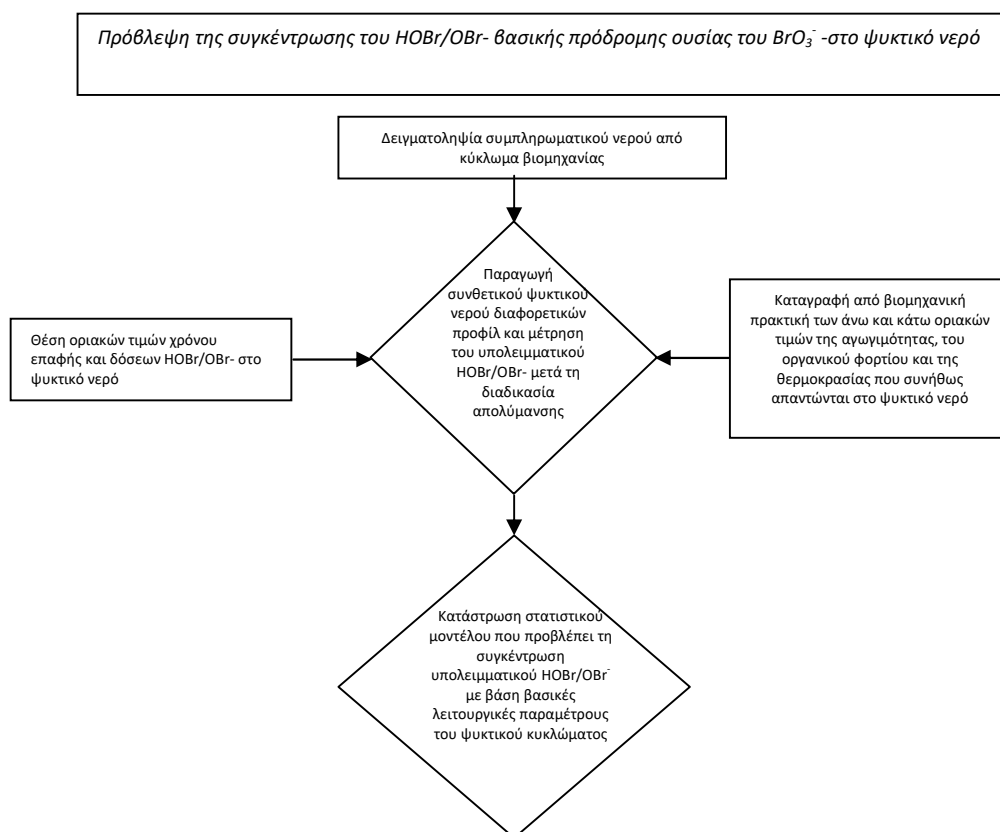 Πρόβλεψη της συγκέντρωσης του HOBr/OBr- βασικής πρόδρομης ουσίας του BrO₃⁻ -στο ψυκτικό νερό
Δειγματοληψία συμπληρωματικού νερού από
κύκλωμα βιομηχανίας
Παραγωγή
συνθετικού ψυκτικού
νερού διαφορετικών
προφίλ και μέτρηση
του υπολειμματικού
HOBr/OBr- μετά τη
διαδικασία
απολύμανσης
Θέση οριακών τιμών χρόνου
επαφής και δόσεων HOBr/OBr- στο
ψυκτικό νερό
Καταγραφή από βιομηχανική
πρακτική των άνω και κάτω οριακών
τιμών της αγωγιμότητας, του
οργανικού φορτίου και της
θερμοκρασίας που συνήθως
απαντώνται στο ψυκτικό νερό
Κατάστρωση στατιστικού
μοντέλου που προβλέπει τη
συγκέντρωση
υπολειμματικού HOBr/OBr⁻
με βάση βασικές
λειτουργικές παραμέτρους
του ψυκτικού κυκλώματος